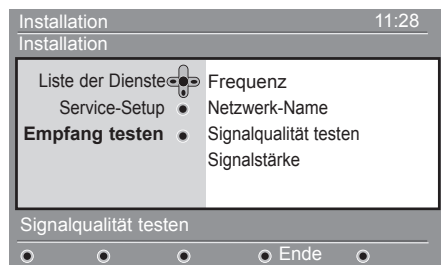 Installation 11:28
Installation
Liste der Dienste Frequenz
Service-Setup Netzwerk-Name
Empfang testen Signalqualität testen
Signalstärke
Signalqualität testen
Ende